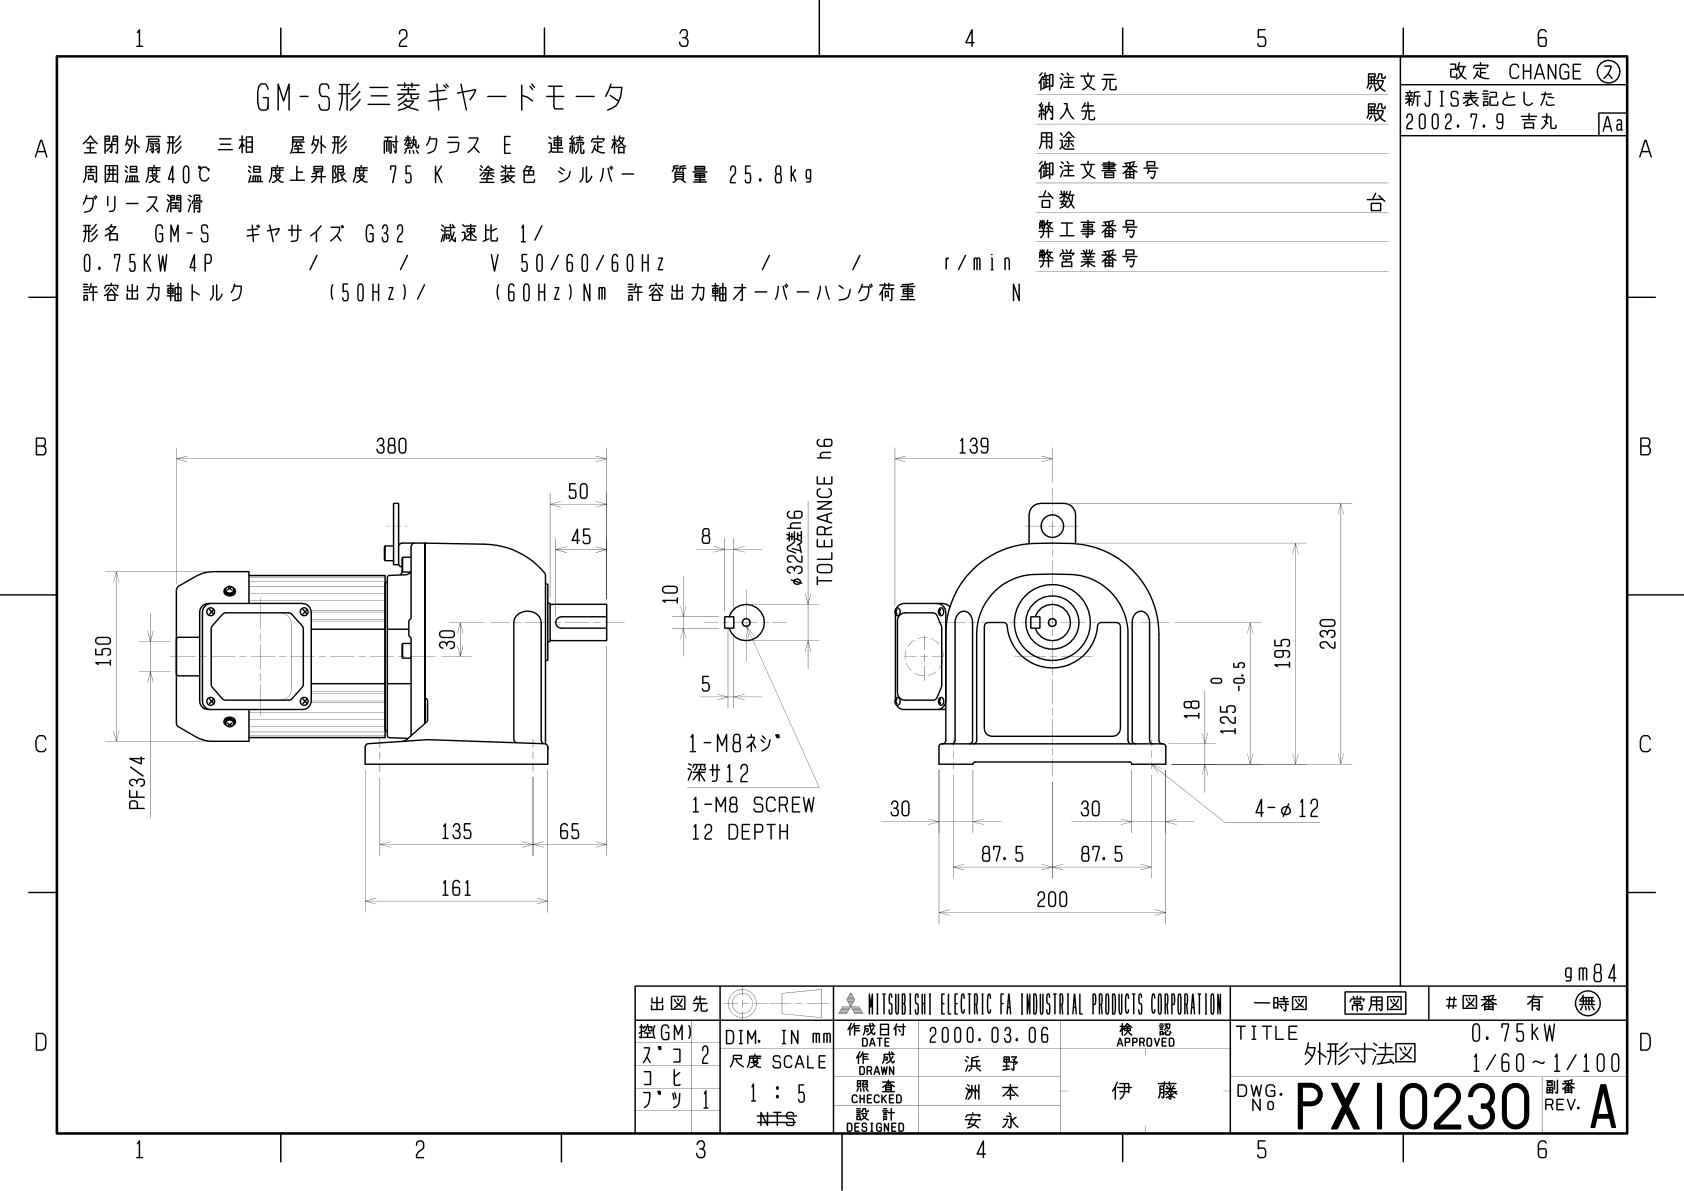 1 2 3 4 5 6
A
B
C
D
A
B
C
D
改定 CHANGE ス
新JIS表記とした
2002.7.9 吉丸 Aa
GM-S形三菱ギヤードモータ
全閉外扇形 三相 屋外形 耐熱クラス E 連続定格
周囲温度40℃ 温度上昇限度 75 K 塗装色 シルバー 質量 25.8kg
グリース潤滑
形名 GM-S ギヤサイズ G32 減速比 1/
0.75KW 4P / / V 50/60/60Hz / / r/min
許容出力軸トルク (50Hz)/ (60Hz)Nm 許容出力軸オーバーハング荷重 N
御注文元 殿
納入先 殿
用途
御注文書番号
台数 台
弊工事番号
弊営業番号
380
50
45
150
30
PF3/4
135 65
161
8
10
5
φ32公差h6
TOLERANCE h6
1-M8ネジ
深サ12
1-M8 SCREW
12 DEPTH
139
230
195
0
125 -0.5
18
4-φ12
30 30
87.5 87.5
200
gm84
出図先
控(GM)
ズコ 2
コヒ
ブツ 1
DIM. IN mm
尺度 SCALE
1 : 5
NTS
MITSUBISHI ELECTRIC FA INDUSTRIAL PRODUCTS CORPORATION
作成日付 DATE 2000.03.06
作成 DRAWN 浜野
照査 CHECKED 洲本
設計 DESIGNED 安永
検認 APPROVED
伊藤
一時図 常用図 #図番 有 無
TITLE 0.75kW
外形寸法図 1/60~1/100
DWG. No PX10230 副番 REV. A
1 2 3 4 5 6